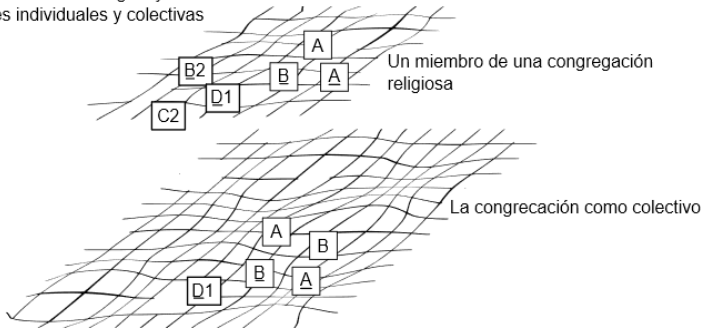 es individuales y colectivas
A
Un miembro de una congregación
religiosa
B2
B
A
D1
C2
La congrecación como colectivo
A
B
B
A
D1